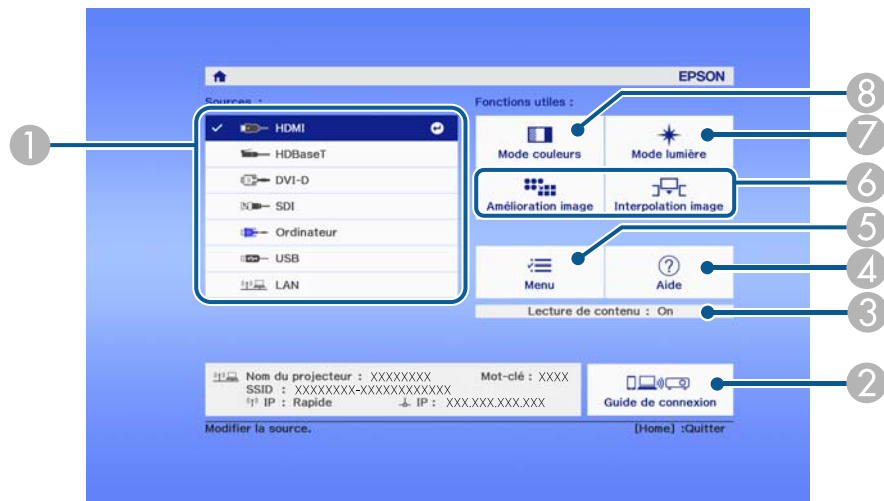 EPSON
Sources :
Fonctions utiles :
HDMI
HDBaseT
DVI-D
SDI
Ordinateur
USB
LAN
Mode couleurs
Mode lumière
Amélioration image
Interpolation image
Menu
Aide
Lecture de contenu : On
Nom du projecteur : XXXXXXXX
Mot-clé : XXXX
SSID : XXXXXXXX-XXXXXXXXXXXX
IP : Rapide
IP : XXX.XXX.XXX.XXX
Guide de connexion
Modifier la source.
[Home] :Quitter
1
8
7
6
5
4
3
2